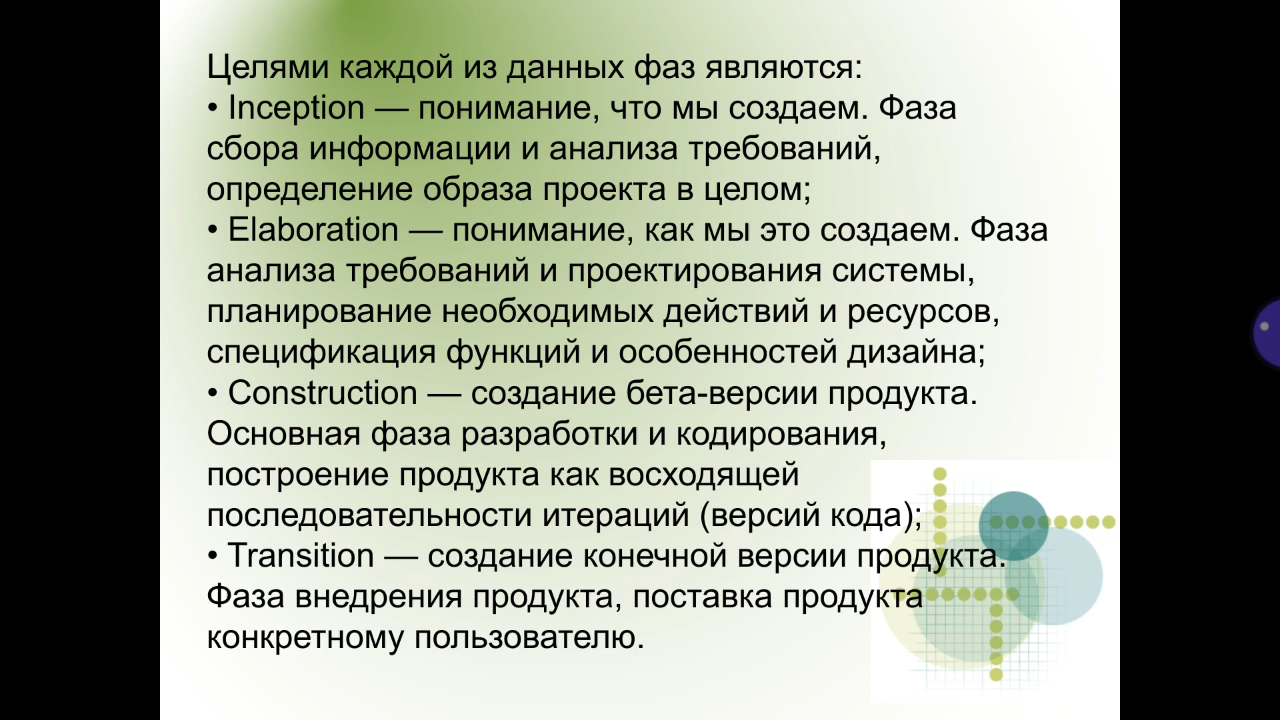 Целями каждой из данных фаз являются:
• Inception — понимание, что мы создаем. Фаза
сбора информации и анализа требований,
определение образа проекта в целом;
• Elaboration — понимание, как мы это создаем. Фаза
анализа требований и проектирования системы,
планирование необходимых действий и ресурсов,
спецификация функций и особенностей дизайна;
• Construction — создание бета-версии продукта.
Основная фаза разработки и кодирования,
построение продукта как восходящей
последовательности итераций (версий кода);
• Transition — создание конечной версии продукта.
Фаза внедрения продукта, поставка продукта
конкретному пользователю.